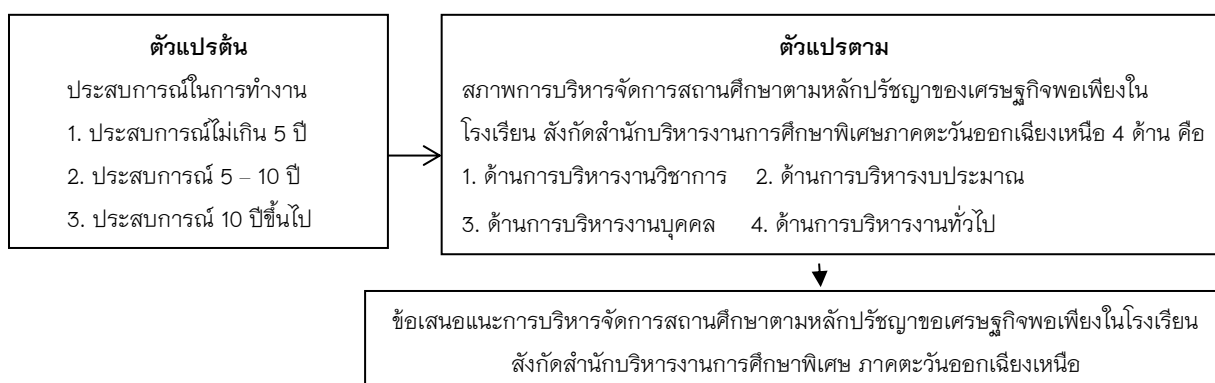 ตัวแปรต้น
ประสบการณ์ในการทำงาน
1. ประสบการณ์ไม่เกิน 5 ปี
2. ประสบการณ์ 5 – 10 ปี
3. ประสบการณ์ 10 ปีขึ้นไป
ตัวแปรตาม
สภาพการบริหารจัดการสถานศึกษาตามหลักปรัชญาของเศรษฐกิจพอเพียงใน
โรงเรียน สังกัดสำนักบริหารงานการศึกษาพิเศษภาคตะวันออกเฉียงเหนือ 4 ด้าน คือ
1. ด้านการบริหารงานวิชาการ 2. ด้านการบริหารงบประมาณ
3. ด้านการบริหารงานบุคคล 4. ด้านการบริหารงานทั่วไป
ข้อเสนอแนะการบริหารจัดการสถานศึกษาตามหลักปรัชญาขอเศรษฐกิจพอเพียงในโรงเรียน
สังกัดสำนักบริหารงานการศึกษาพิเศษ ภาคตะวันออกเฉียงเหนือ